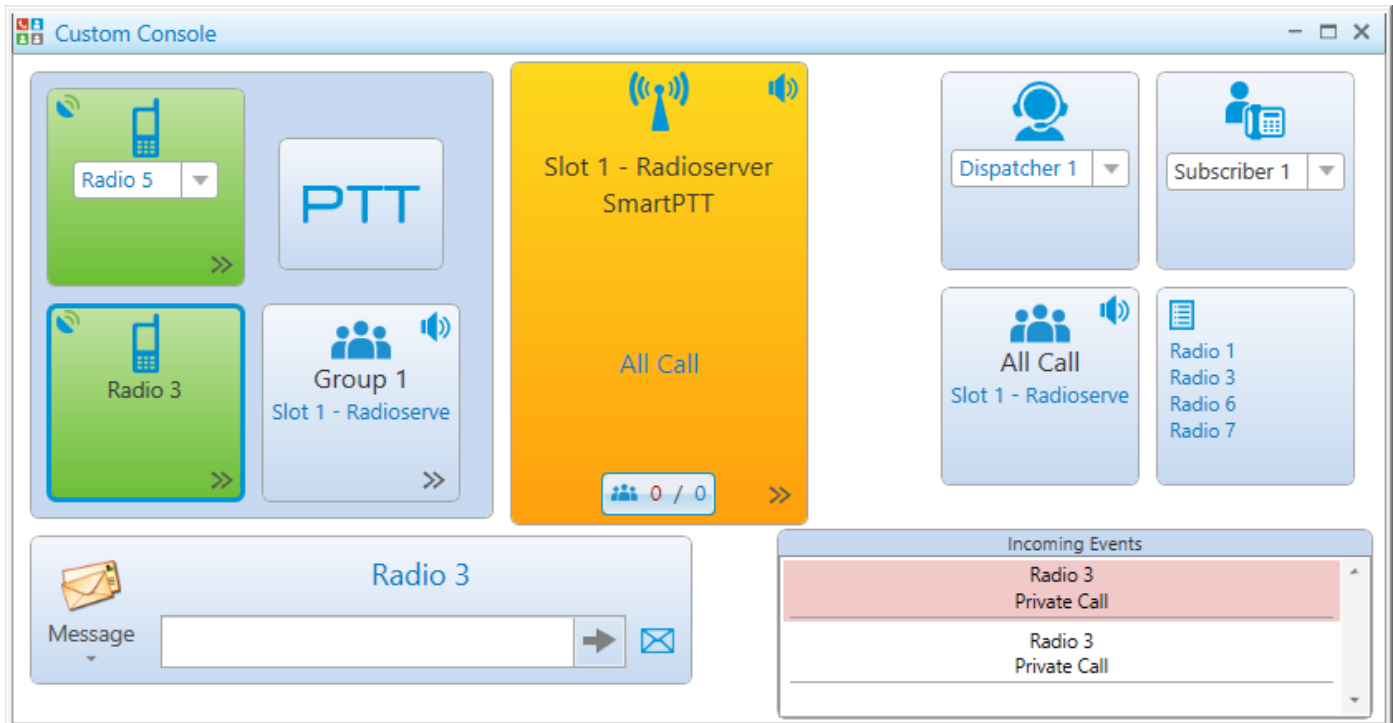 Custom Console
Radio 5
PTT
Radio 3
Group 1
Slot 1 - Radioserve
Slot 1 - Radioserver
SmartPTT
All Call
0 / 0
Dispatcher 1
Subscriber 1
All Call
Slot 1 - Radioserve
Radio 1
Radio 3
Radio 6
Radio 7
Message
Radio 3
Incoming Events
Radio 3
Private Call
Radio 3
Private Call